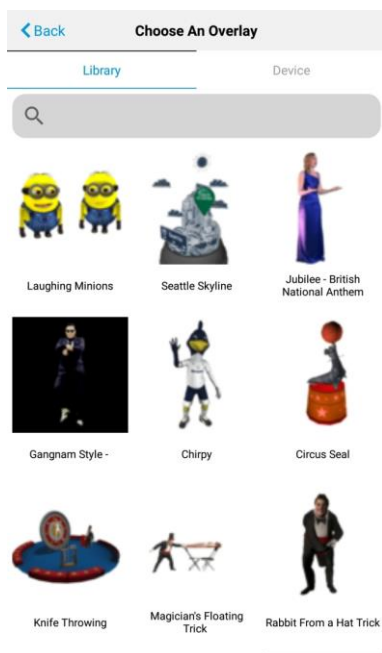 Back
Choose An Overlay
Library
Device
Laughing Minions
Seattle Skyline
Jubilee - British
National Anthem
Gangnam Style -
Chirpy
Circus Seal
Knife Throwing
Magician's Floating
Trick
Rabbit From a Hat Trick